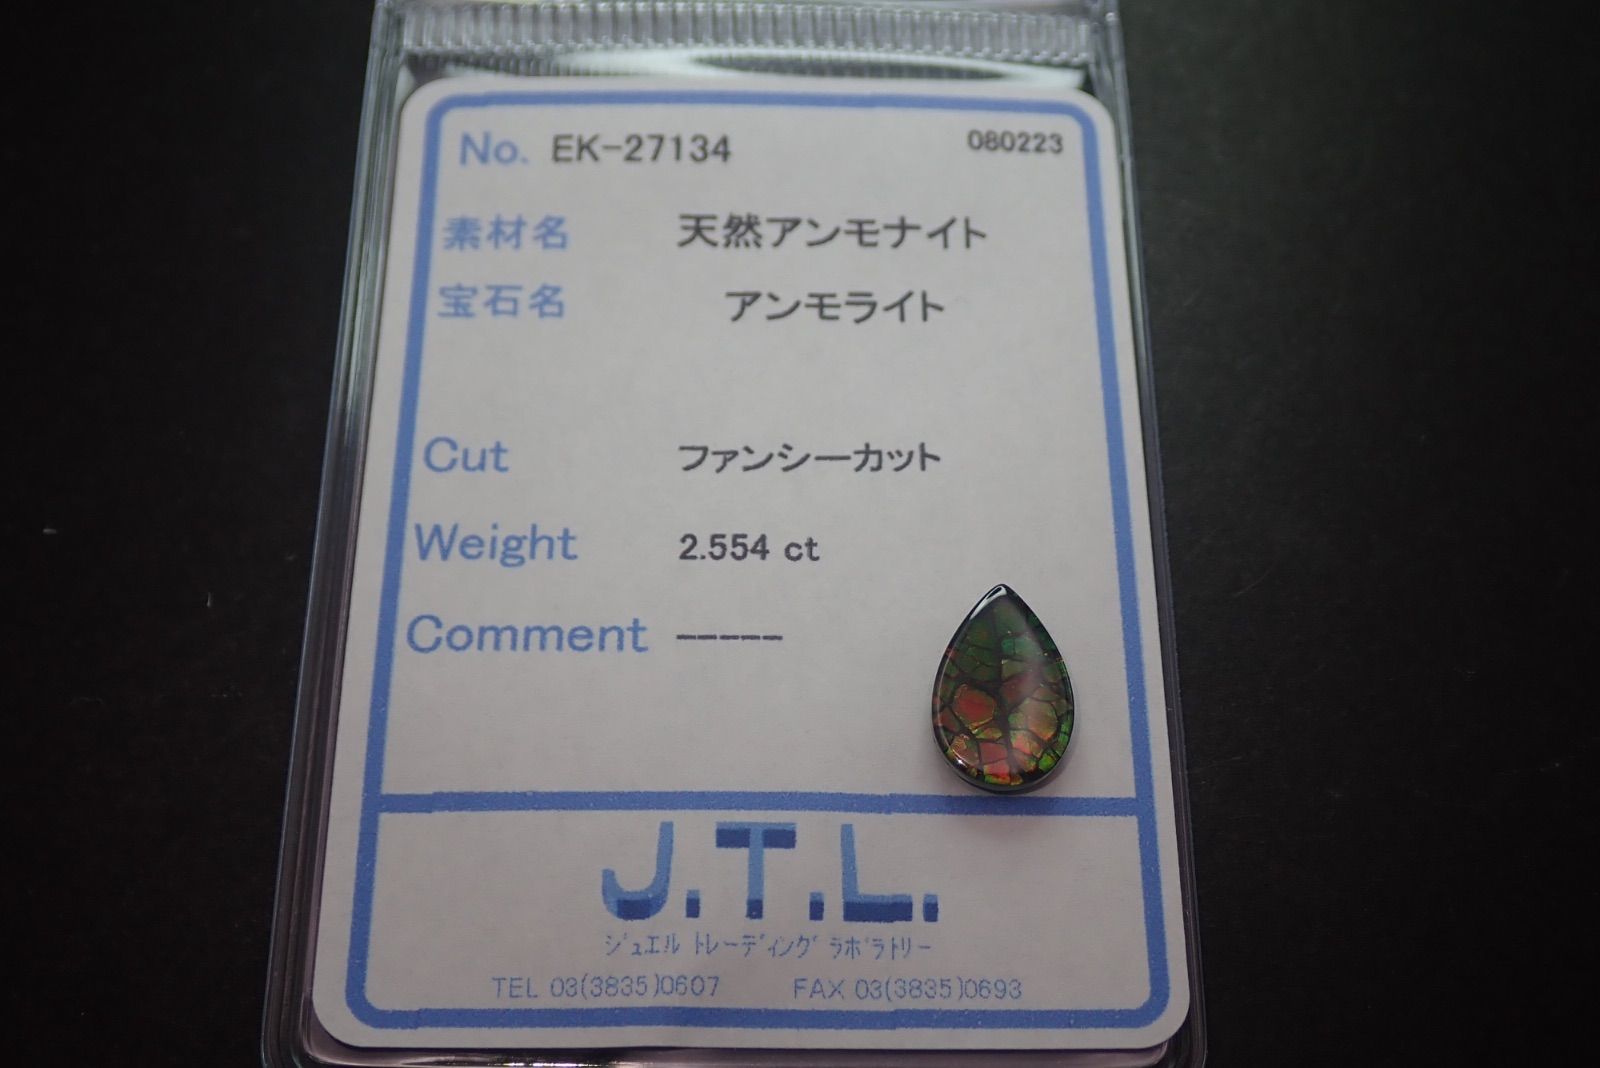 No. EK-27134 080223
素材名 天然アンモナイト
宝石名 アンモライト
Cut ファンシーカット
Weight 2.554 ct
Comment -----
J.T.L.
ジュエル トレーディング ラボラトリー
TEL 03(3835)0607 FAX 03(3835)0693